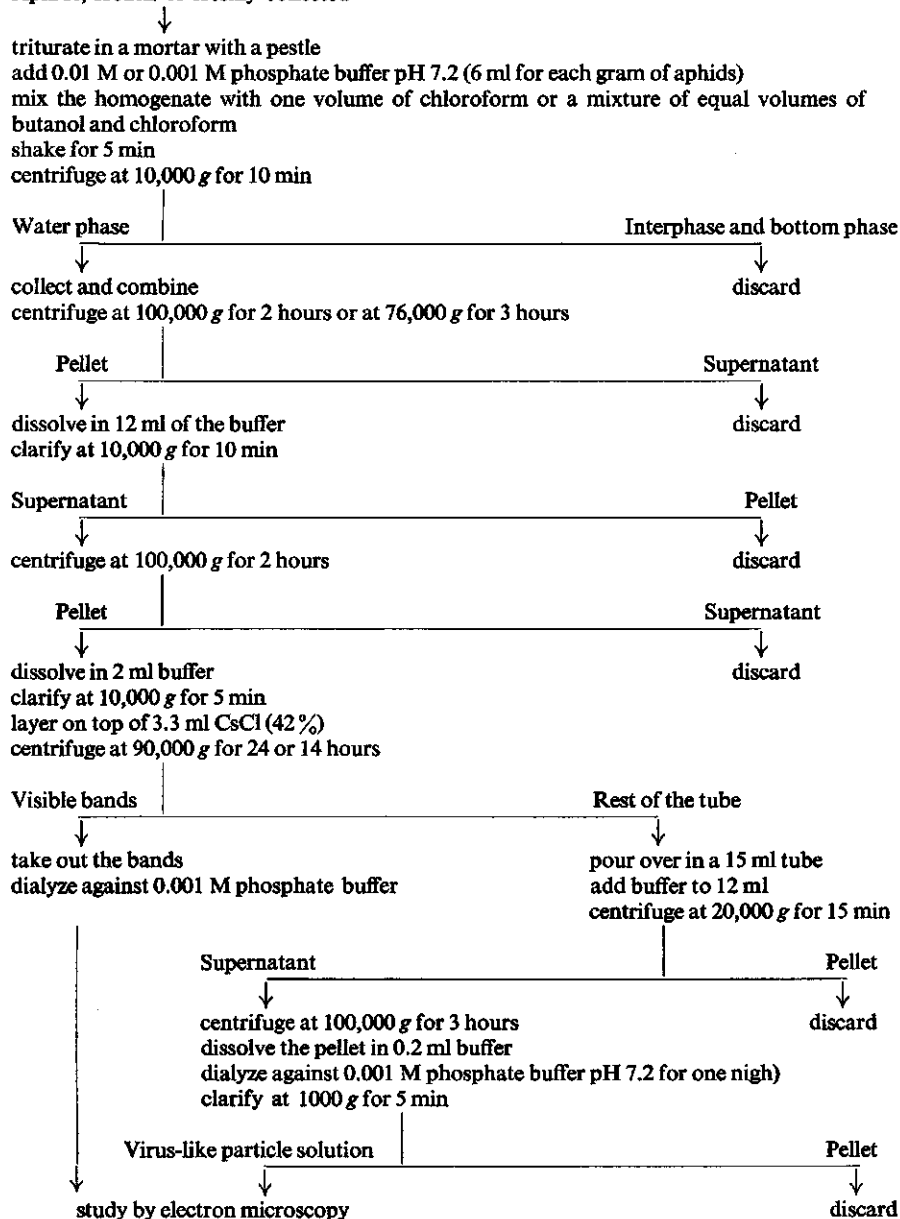 triturate in a mortar with a pestle
add 0.01 M or 0.001 M phosphate buffer pH 7.2 (6 ml for each gram of aphids)
mix the homogenate with one volume of chloroform or a mixture of equal volumes of
butanol and chloroform
shake for 5 min
centrifuge at 10,000 g for 10 min
Water phase Interphase and bottom phase
collect and combine discard
centrifuge at 100,000 g for 2 hours or at 76,000 g for 3 hours
Pellet Supernatant
dissolve in 12 ml of the buffer discard
clarify at 10,000 g for 10 min
Supernatant Pellet
centrifuge at 100,000 g for 2 hours discard
Pellet Supernatant
dissolve in 2 ml buffer discard
clarify at 10,000 g for 5 min
layer on top of 3.3 ml CsCl (42%)
centrifuge at 90,000 g for 24 or 14 hours
Visible bands Rest of the tube
take out the bands pour over in a 15 ml tube
dialyze against 0.001 M phosphate buffer add buffer to 12 ml
centrifuge at 20,000 g for 15 min
Supernatant Pellet
centrifuge at 100,000 g for 3 hours discard
dissolve the pellet in 0.2 ml buffer
dialyze against 0.001 M phosphate buffer pH 7.2 for one nigh)
clarify at 1000 g for 5 min
Virus-like particle solution Pellet
study by electron microscopy discard